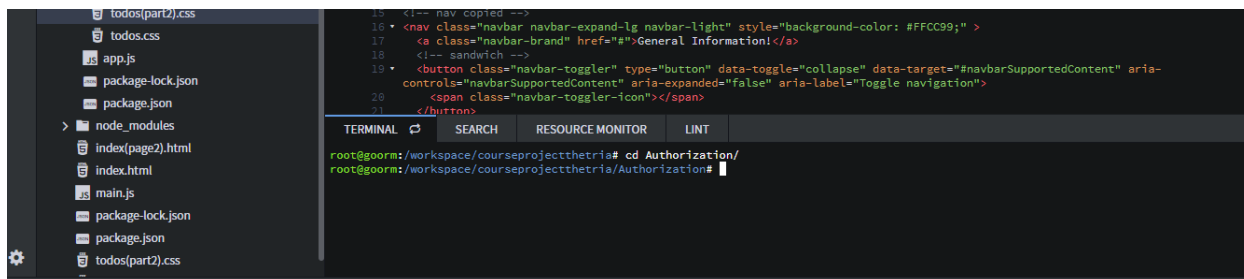 todos(part2).css
todos.css
JS app.js
package-lock.json
package.json
node_modules
index(page2).html
index.html
JS main.js
package-lock.json
package.json
todos(part2).css
15 <!-- nav copied -->
16 <nav class="navbar navbar-expand-lg navbar-light" style="background-color: #FFCC99;" >
17 <a class="navbar-brand" href="#">General Information!</a>
18 <!-- sandwich -->
19 <button class="navbar-toggler" type="button" data-toggle="collapse" data-target="#navbarSupportedContent" aria-
controls="navbarSupportedContent" aria-expanded="false" aria-label="Toggle navigation">
20 <span class="navbar-toggler-icon"></span>
21 </button>
TERMINAL SEARCH RESOURCE MONITOR LINT
root@goorm:/workspace/courseprojectthetria# cd Authorization/
root@goorm:/workspace/courseprojectthetria/Authorization#